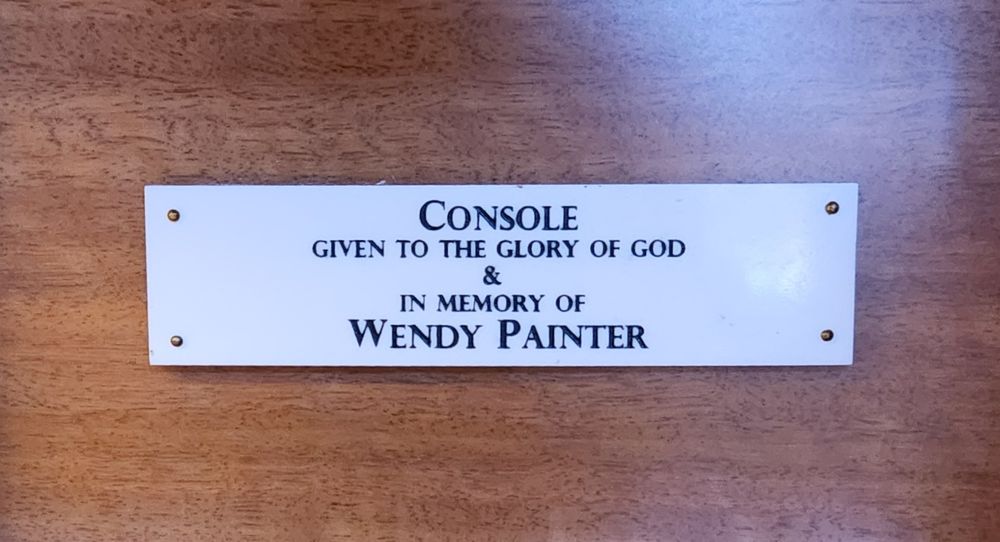 CONSOLE
GIVEN TO THE GLORY OF GOD
&
IN MEMORY OF
WENDY PAINTER